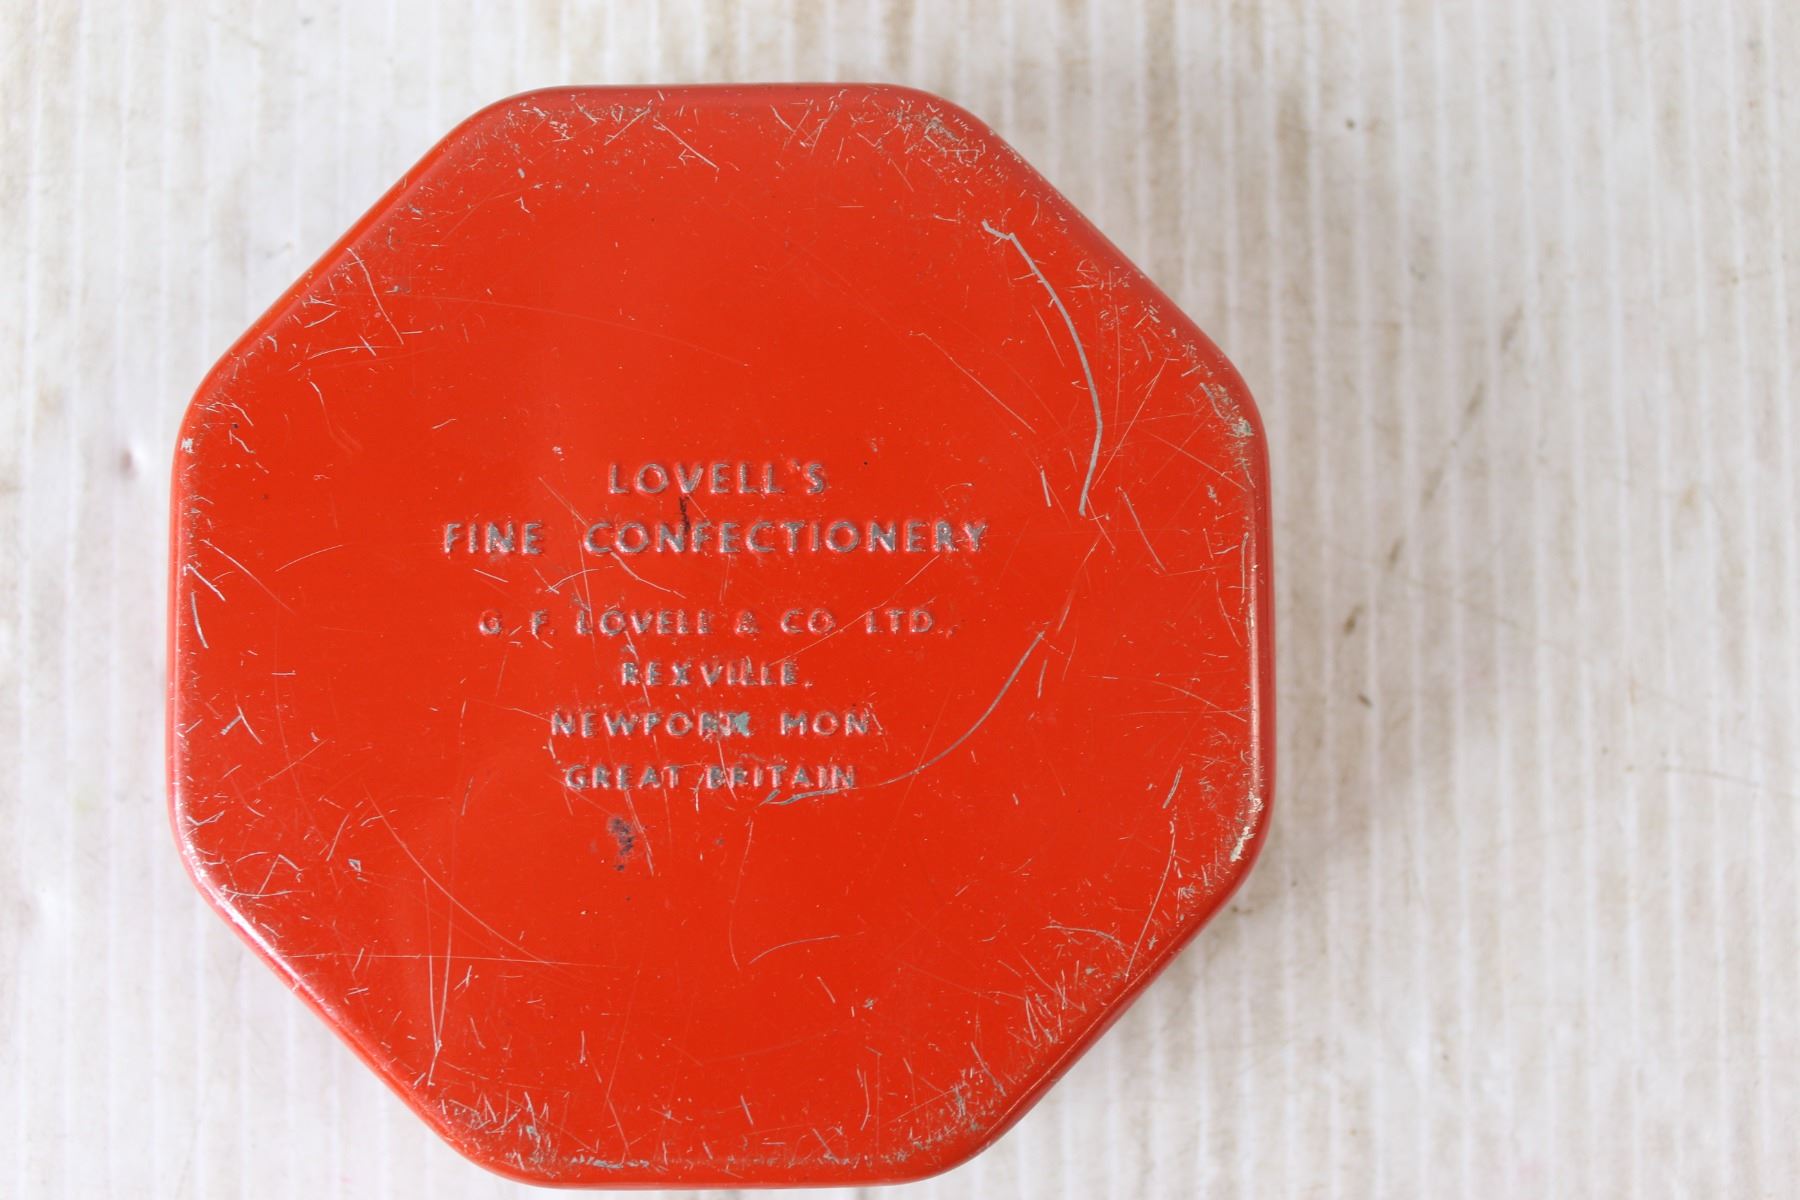 LOVELL'S
FINE CONFECTIONERY
G. F. LOVELL & CO. LTD.,
REXVILLE,
NEWPORT, MON.
GREAT BRITAIN